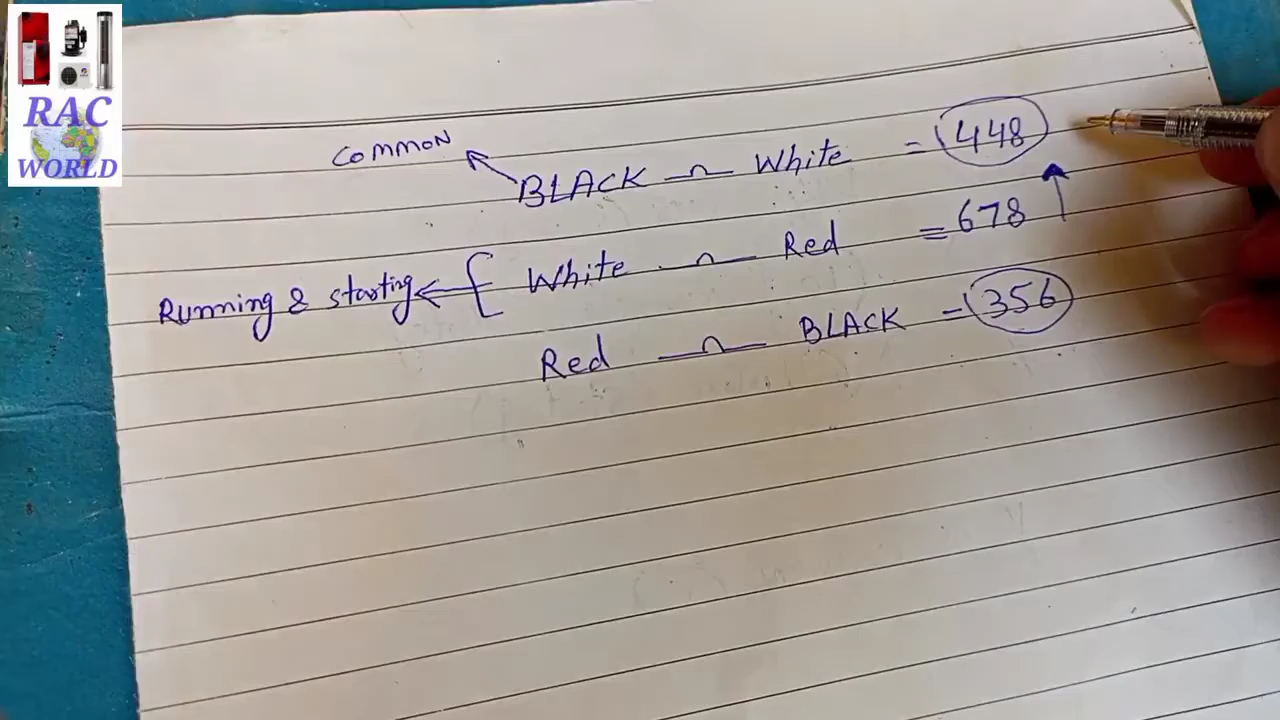 RAC
WORLD
COMMON
BLACK White = 448
Running & starting White Red = 678
Red BLACK - 356